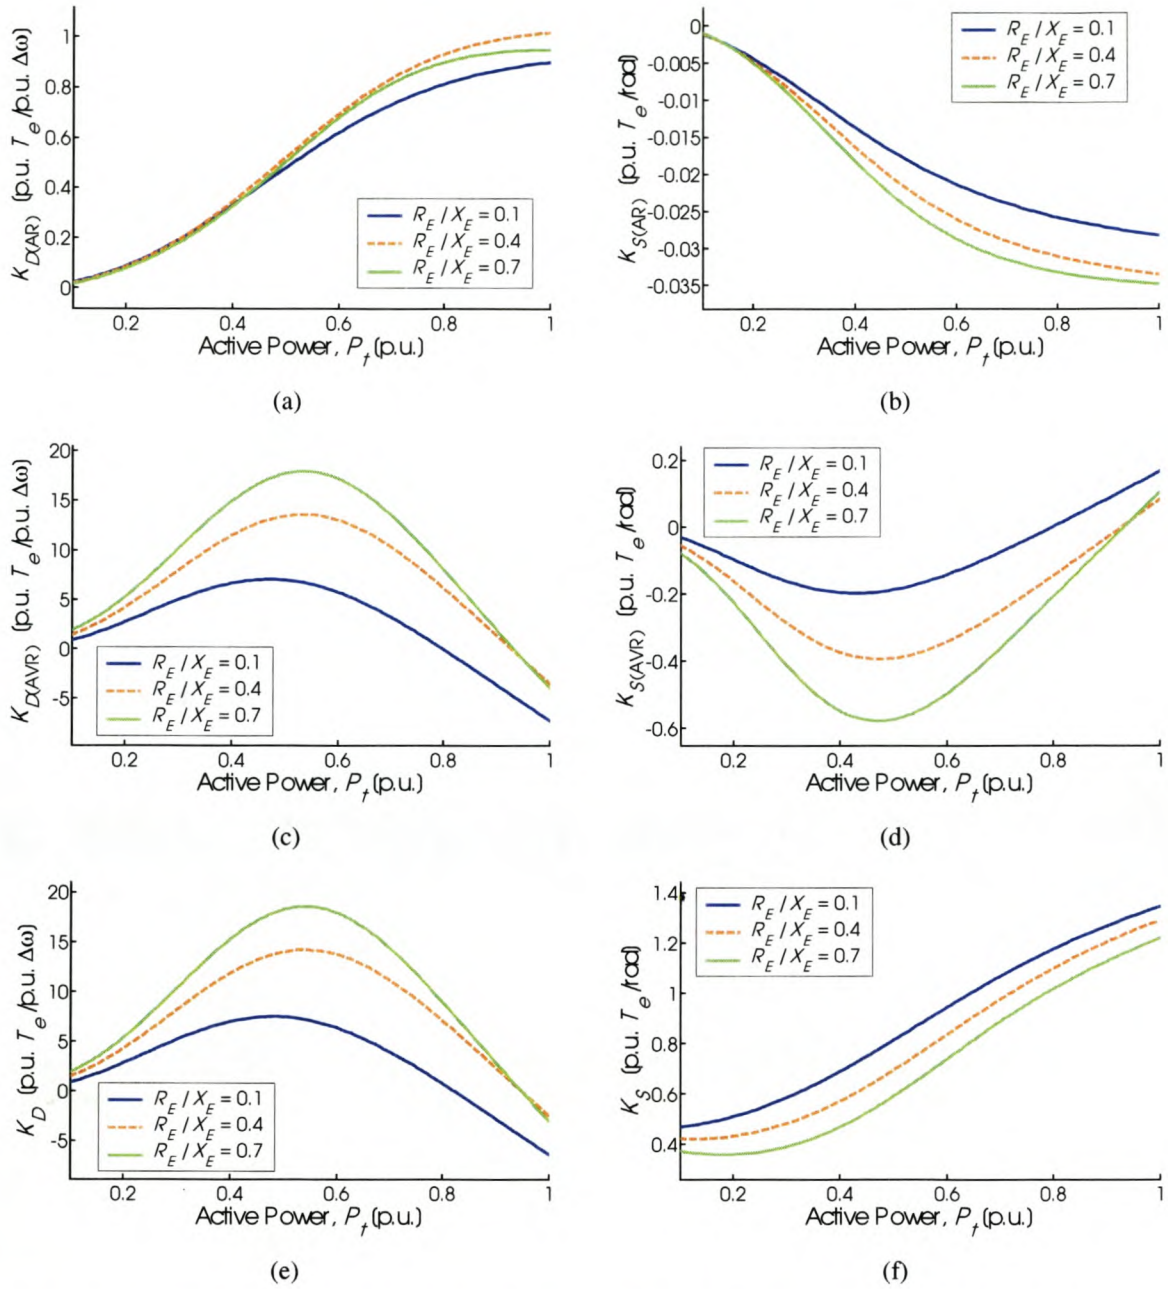 K_D(AR) (p.u. T_e /p.u. Δω)
1
0.8
0.6
0.4
0.2
0
R_E / X_E = 0.1
R_E / X_E = 0.4
R_E / X_E = 0.7
0.2 0.4 0.6 0.8 1
Active Power, P_t (p.u.)
(a)
K_S(AR) (p.u. T_e /rad)
0
-0.005
-0.01
-0.015
-0.02
-0.025
-0.03
-0.035
R_E / X_E = 0.1
R_E / X_E = 0.4
R_E / X_E = 0.7
0.2 0.4 0.6 0.8 1
Active Power, P_t (p.u.)
(b)
K_D(AVR) (p.u. T_e /p.u. Δω)
20
15
10
5
0
-5
R_E / X_E = 0.1
R_E / X_E = 0.4
R_E / X_E = 0.7
0.2 0.4 0.6 0.8 1
Active Power, P_t (p.u.)
(c)
K_S(AVR) (p.u. T_e /rad)
0.2
0
-0.2
-0.4
-0.6
R_E / X_E = 0.1
R_E / X_E = 0.4
R_E / X_E = 0.7
0.2 0.4 0.6 0.8 1
Active Power, P_t (p.u.)
(d)
K_D (p.u. T_e /p.u. Δω)
20
15
10
5
0
-5
R_E / X_E = 0.1
R_E / X_E = 0.4
R_E / X_E = 0.7
0.2 0.4 0.6 0.8 1
Active Power, P_t (p.u.)
(e)
K_S (p.u. T_e /rad)
1.4
1.2
1
0.8
0.6
0.4
R_E / X_E = 0.1
R_E / X_E = 0.4
R_E / X_E = 0.7
0.2 0.4 0.6 0.8 1
Active Power, P_t (p.u.)
(f)